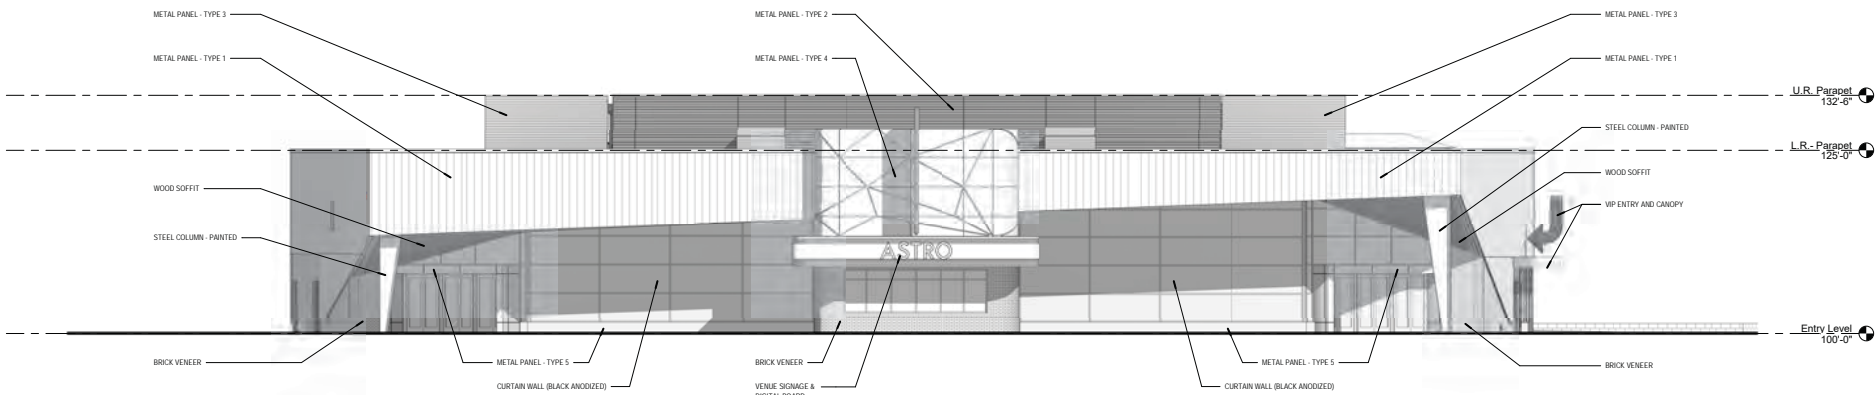 METAL PANEL - TYPE 3
METAL PANEL - TYPE 2
METAL PANEL - TYPE 3
METAL PANEL - TYPE 1
METAL PANEL - TYPE 4
METAL PANEL - TYPE 1
U.R. Parapet
132'-6"
STEEL COLUMN - PAINTED
L.R.- Parapet
125'-0"
WOOD SOFFIT
WOOD SOFFIT
VIP ENTRY AND CANOPY
STEEL COLUMN - PAINTED
ASTRO
Entry Level
100'-0"
BRICK VENEER
METAL PANEL - TYPE 5
BRICK VENEER
METAL PANEL - TYPE 5
BRICK VENEER
CURTAIN WALL (BLACK ANODIZED)
VENUE SIGNAGE &
DIGITAL BOARD
CURTAIN WALL (BLACK ANODIZED)